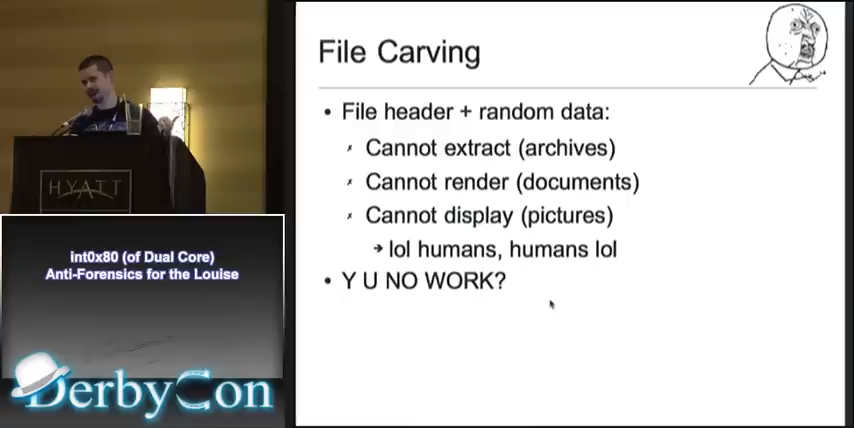 File Carving
• File header + random data:
✗ Cannot extract (archives)
✗ Cannot render (documents)
✗ Cannot display (pictures)
➔ lol humans, humans lol
• Y U NO WORK?
HYATT
int0x80 (of Dual Core)
Anti-Forensics for the Louise
DerbyCon